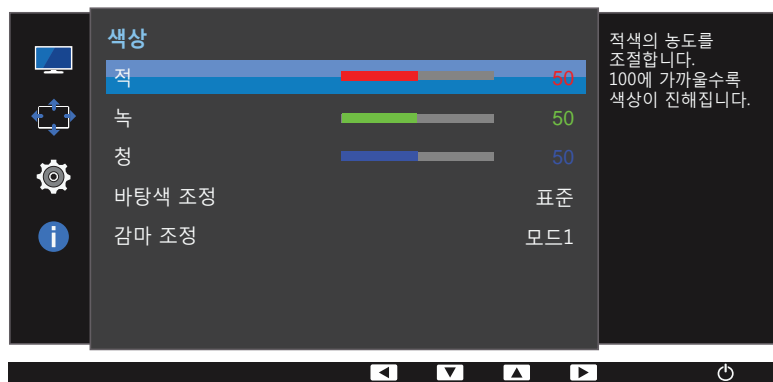 색상
적 50
녹 50
청 50
바탕색 조정 표준
감마 조정 모드1
적색의 농도를
조절합니다.
100에 가까울수록
색상이 진해집니다.